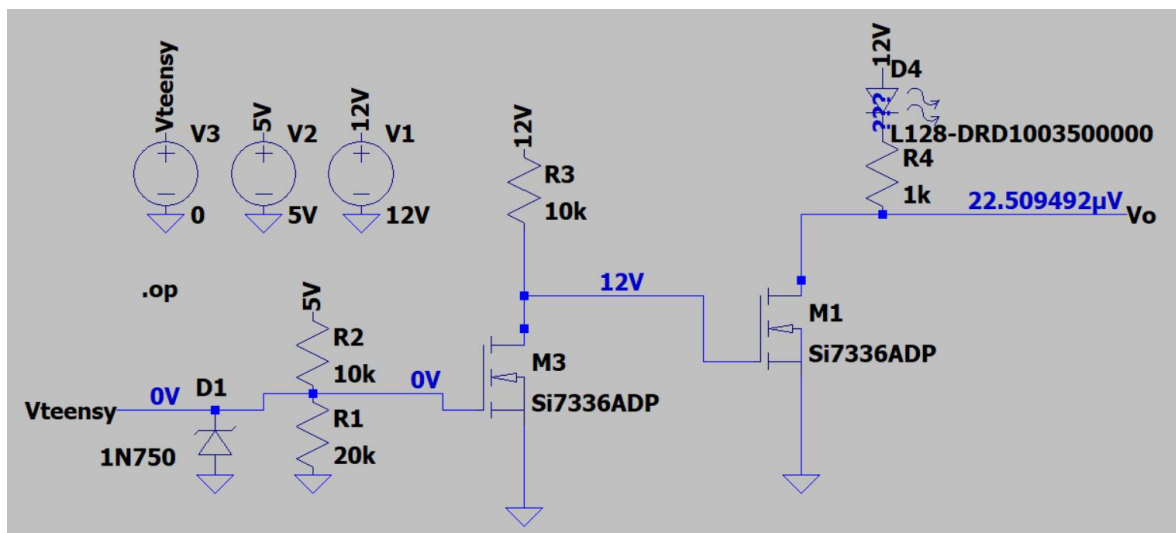 Vteensy
V3
0
5V
V2
5V
12V
V1
12V
.op
12V
R3
10k
12V
D4
???
L128-DRD1003500000
R4
1k
22.509492µV
Vo
12V
M1
Si7336ADP
5V
R2
10k
0V
M3
Si7336ADP
Vteensy
0V
D1
1N750
R1
20k